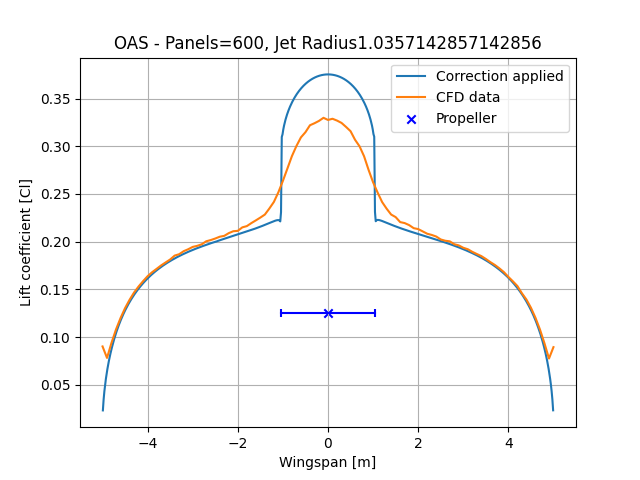 OAS - Panels=600, Jet Radius1.0357142857142856
Correction applied
CFD data
Propeller
Lift coefficient [Cl]
0.35
0.30
0.25
0.20
0.15
0.10
0.05
−4 −2 0 2 4
Wingspan [m]